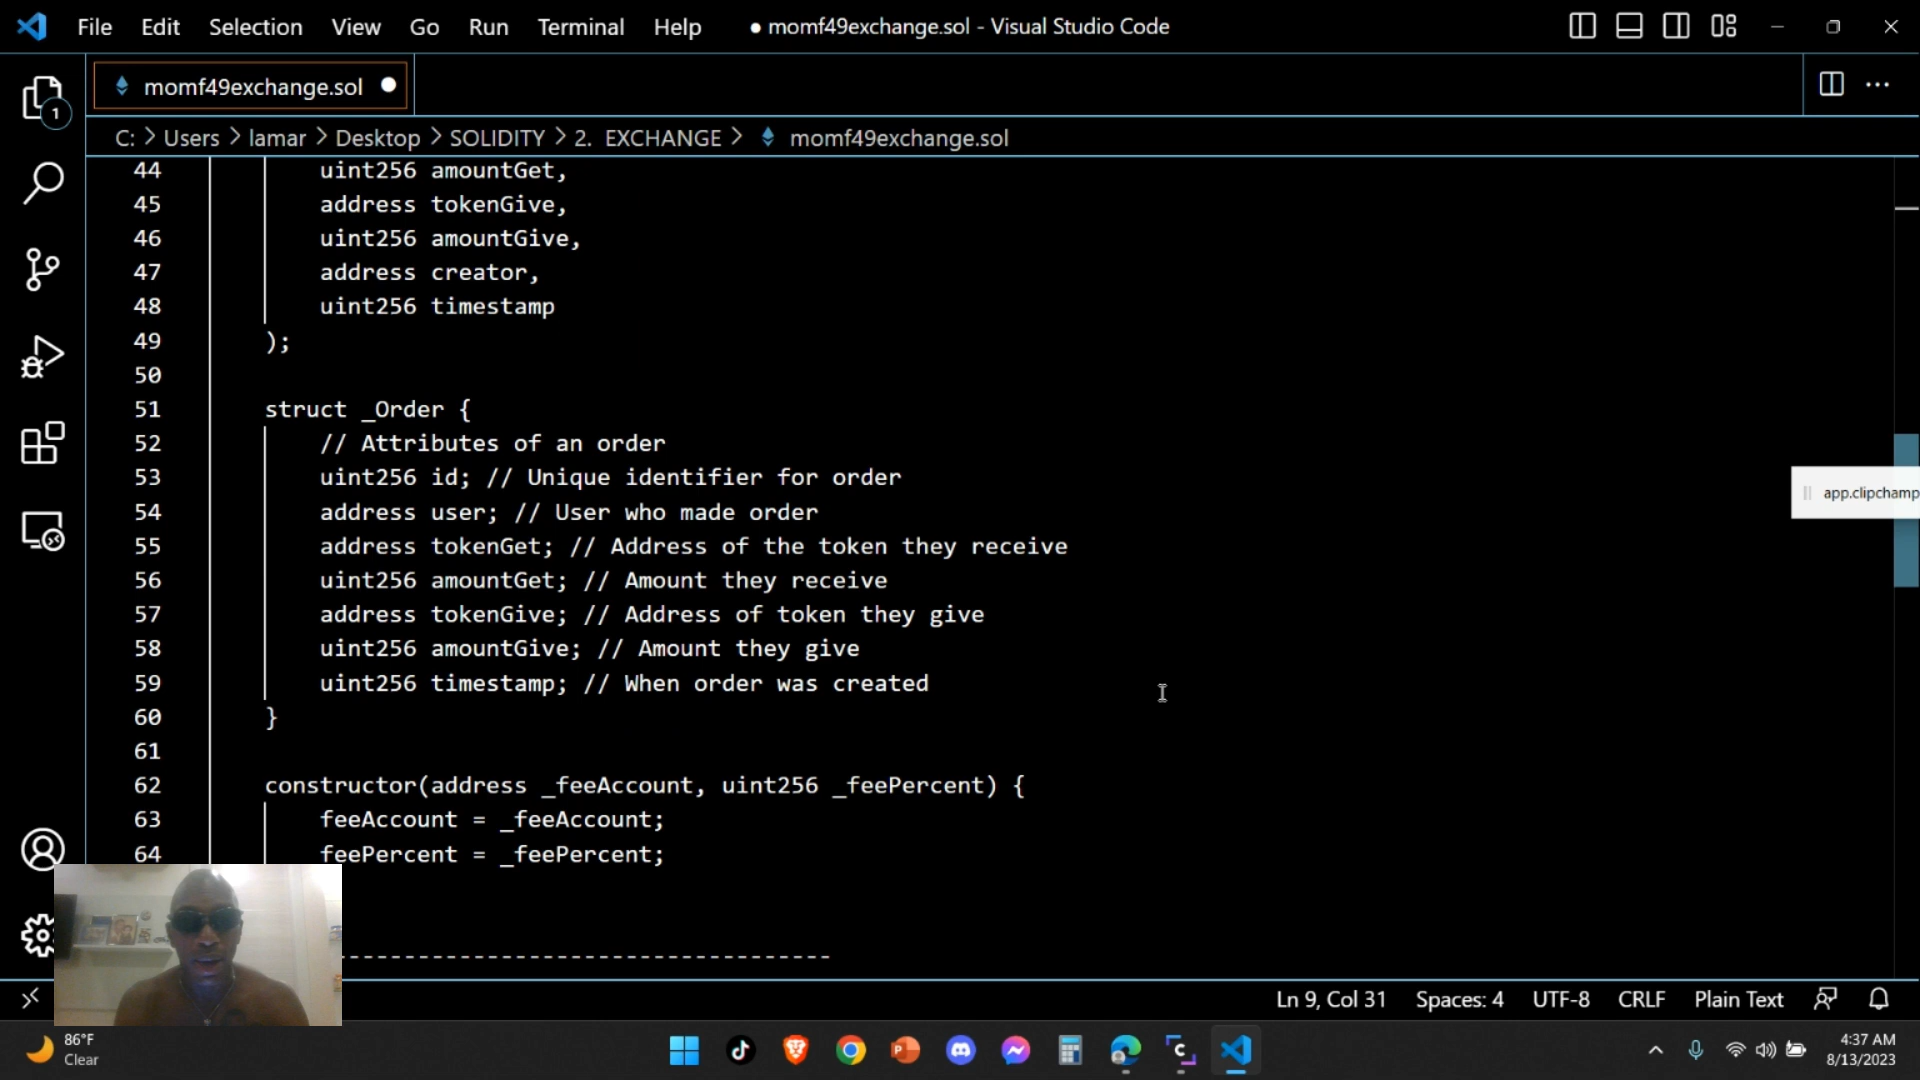 File Edit Selection View Go Run Terminal Help ● momf49exchange.sol - Visual Studio Code
momf49exchange.sol
1
C: > Users > lamar > Desktop > SOLIDITY > 2. EXCHANGE > momf49exchange.sol
44 uint256 amountGet,
45 address tokenGive,
46 uint256 amountGive,
47 address creator,
48 uint256 timestamp
49 );
50
51 struct _Order {
52 // Attributes of an order
53 uint256 id; // Unique identifier for order
54 address user; // User who made order
55 address tokenGet; // Address of the token they receive
56 uint256 amountGet; // Amount they receive
57 address tokenGive; // Address of token they give
58 uint256 amountGive; // Amount they give
59 uint256 timestamp; // When order was created
60 }
61
62 constructor(address _feeAccount, uint256 _feePercent) {
63 feeAccount = _feeAccount;
64 feePercent = _feePercent;
-----------------------------------
app.clipchamp
Ln 9, Col 31 Spaces: 4 UTF-8 CRLF Plain Text
86°F
Clear
4:37 AM
8/13/2023